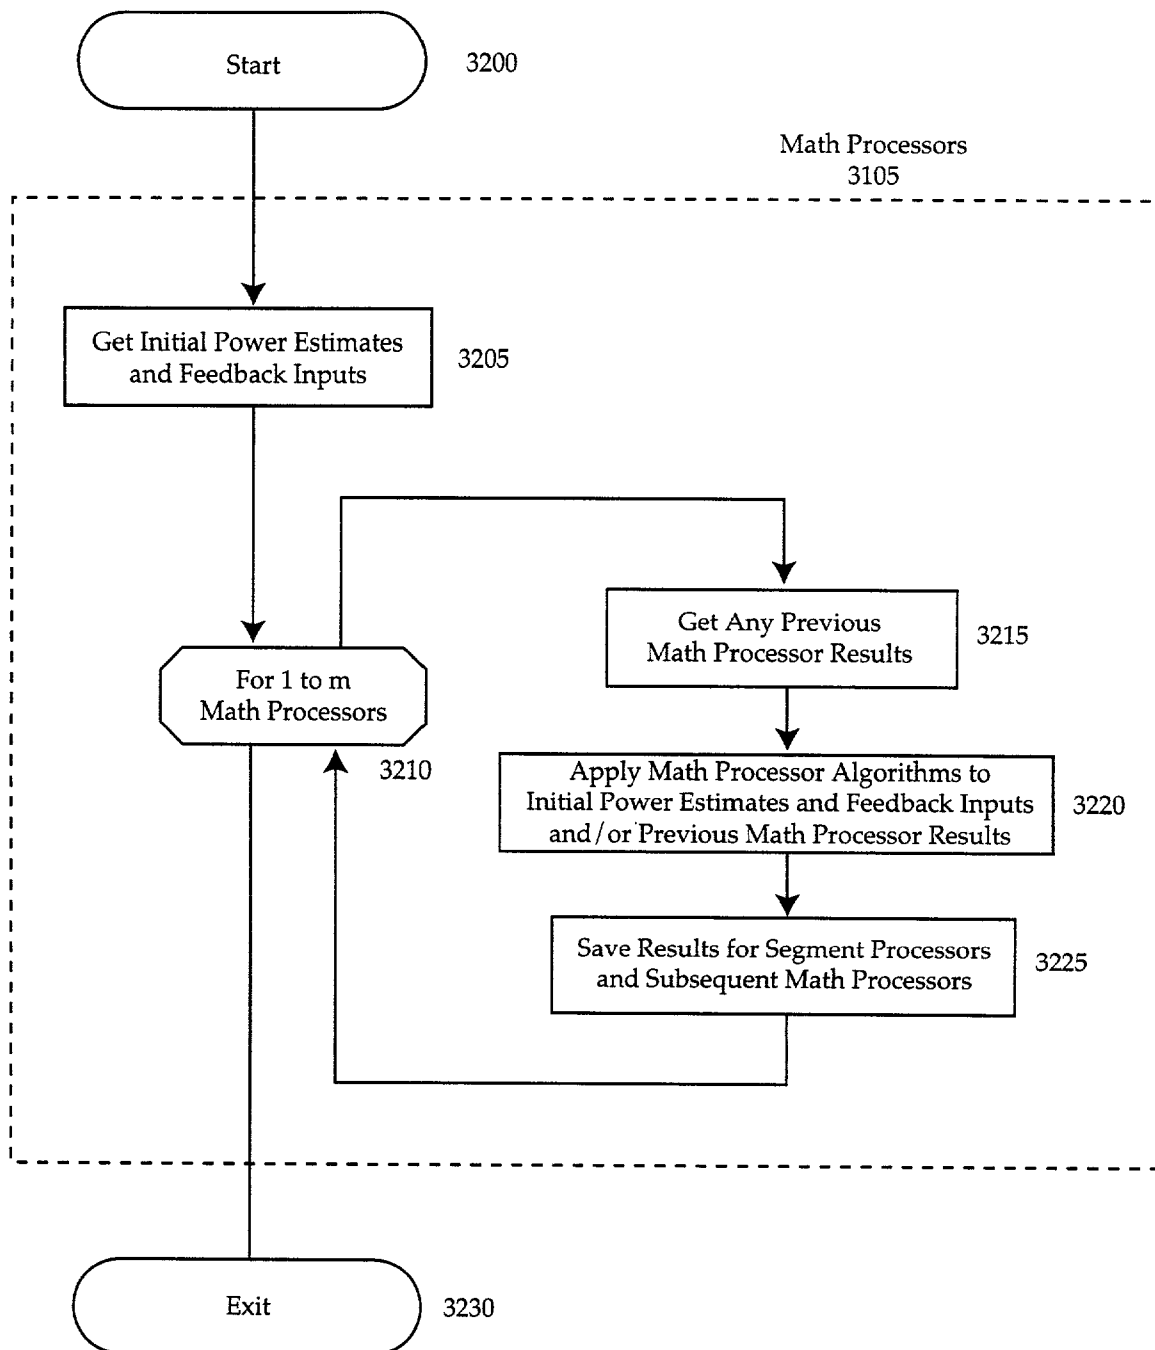 Start
3200
Math Processors
3105
Get Initial Power Estimates
and Feedback Inputs
3205
Get Any Previous
Math Processor Results
3215
For 1 to m
Math Processors
3210
Apply Math Processor Algorithms to
Initial Power Estimates and Feedback Inputs
and/or Previous Math Processor Results
3220
Save Results for Segment Processors
and Subsequent Math Processors
3225
Exit
3230